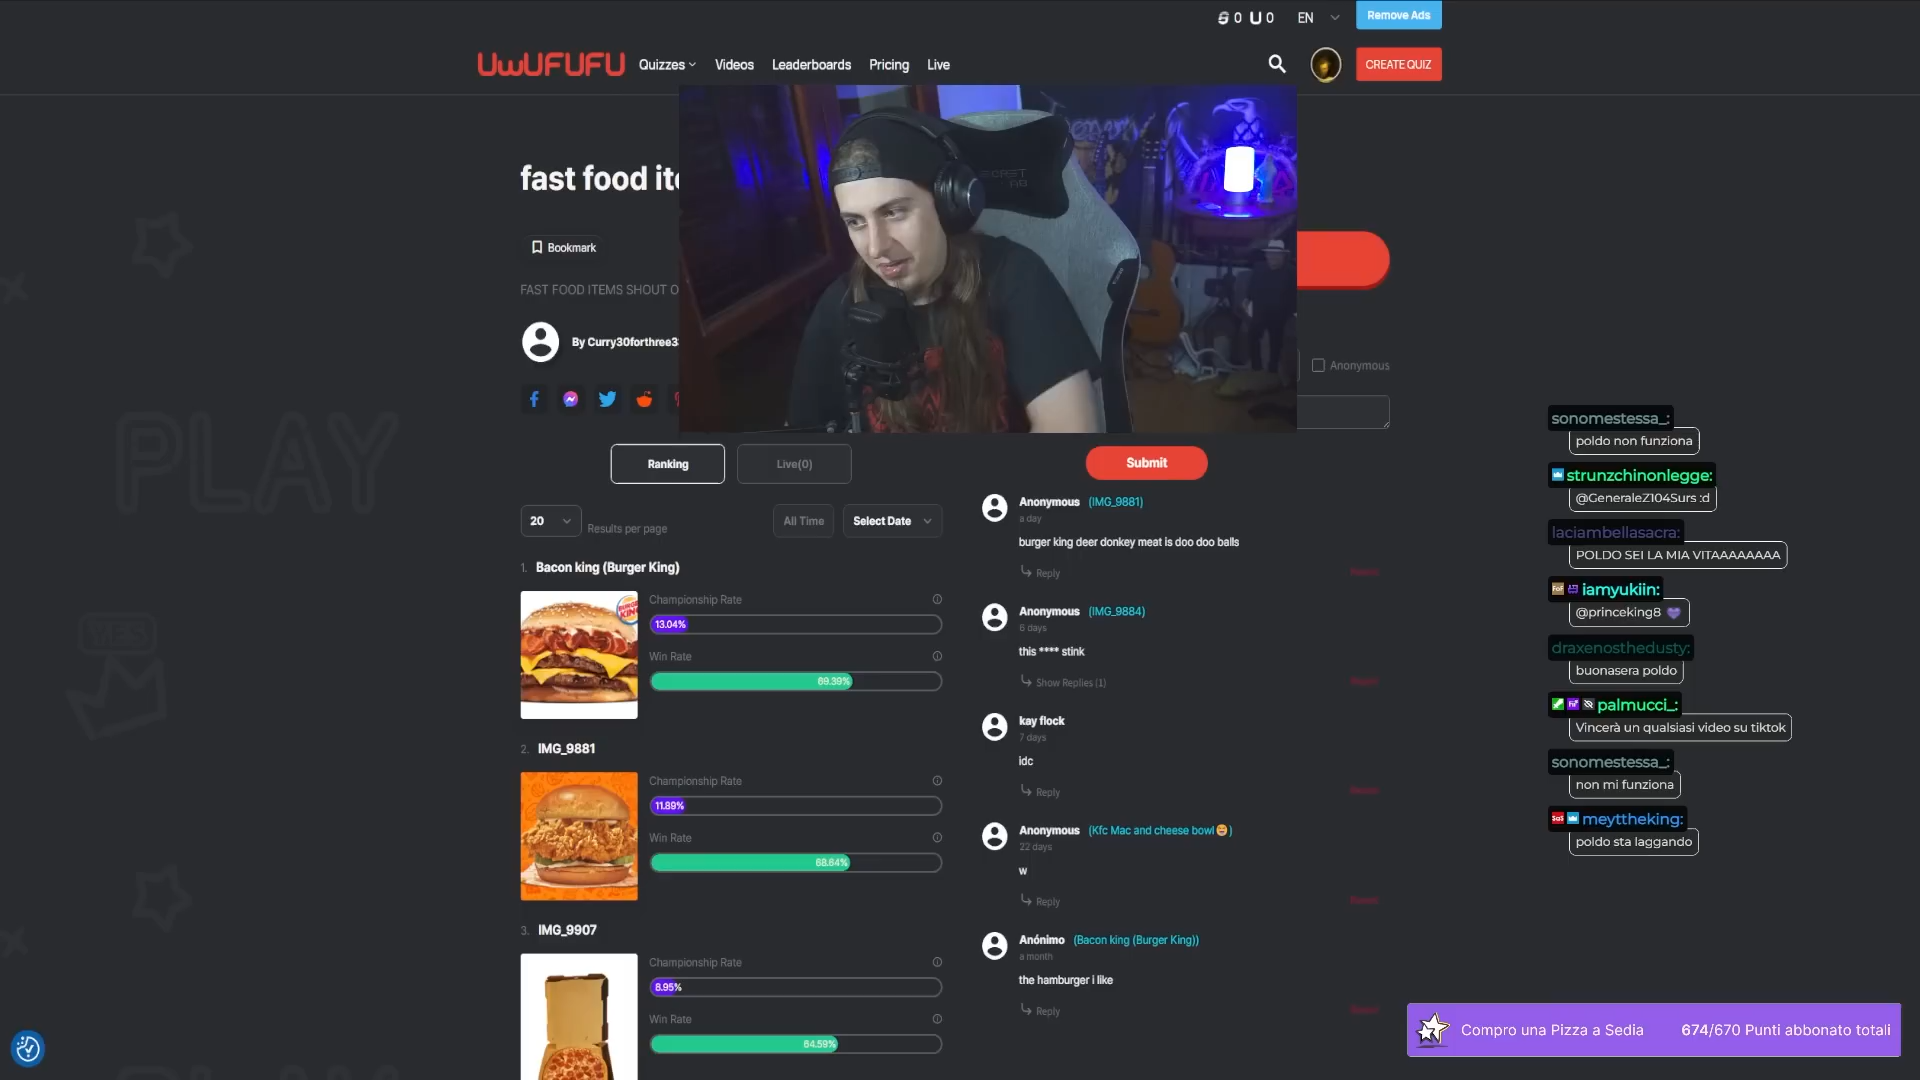 0 0 EN Remove Ads
UwUFUFU Quizzes Videos Leaderboards Pricing Live CREATE QUIZ
fast food ite
Bookmark
FAST FOOD ITEMS SHOUT O
By Curry30forthree3
Anonymous
Ranking Live(0)
20 Results per page All Time Select Date
1. Bacon king (Burger King)
Championship Rate
13.04%
Win Rate
69.39%
2. IMG_9881
Championship Rate
11.89%
Win Rate
68.64%
3. IMG_9907
Championship Rate
8.95%
Win Rate
64.59%
Submit
Anonymous (IMG_9881)
a day
burger king deer donkey meat is doo doo balls
Reply
Anonymous (IMG_9884)
6 days
this **** stink
Show Replies (1)
kay flock
7 days
idc
Reply
Anonymous (Kfc Mac and cheese bowl😄)
22 days
w
Reply
Anónimo (Bacon king (Burger King))
a month
the hamburger i like
Reply
sonomestessa_:
poldo non funziona
strunzchinonlegge:
@GeneraleZ104Surs :d
laciambellasacra:
POLDO SEI LA MIA VITAAAAAAAA
iamyukiin:
@princeking8 💜
draxenosthedusty:
buonasera poldo
palmucci_:
Vincerà un qualsiasi video su tiktok
sonomestessa_:
non mi funziona
meyttheking:
poldo sta laggando
Compro una Pizza a Sedia 674/670 Punti abbonato totali
PLAY
YES